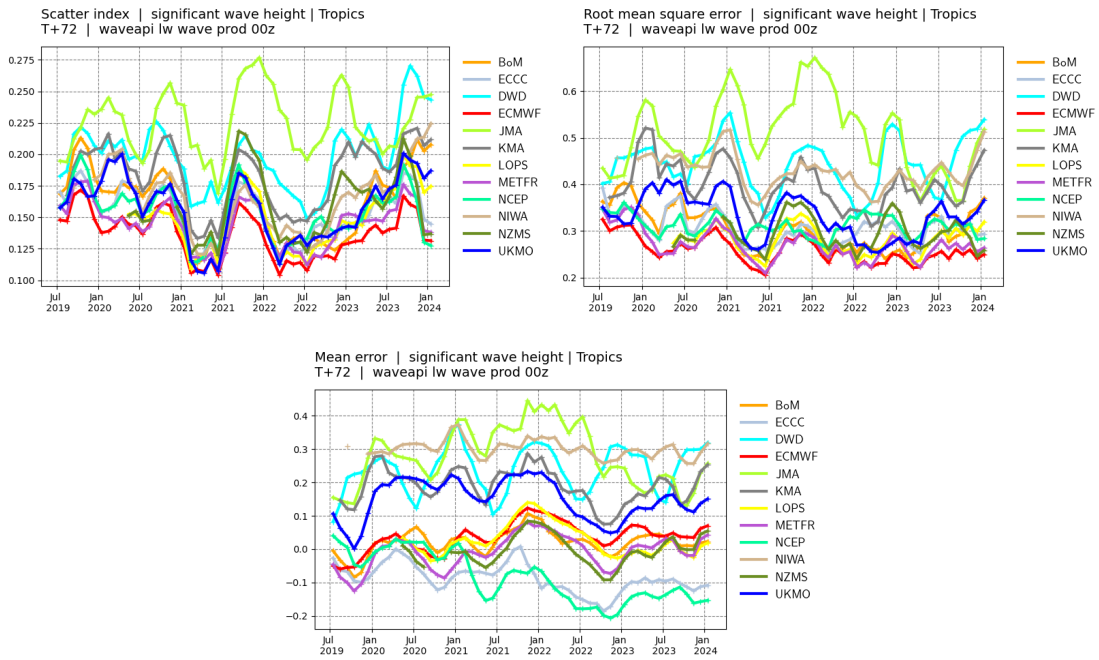 Scatter index | significant wave height | Tropics
T+72 | waveapi lw wave prod 00z
0.275
0.250
0.225
0.200
0.175
0.150
0.125
0.100
Jul Jan Jul Jan Jul Jan Jul Jan Jul Jan
2019 2020 2020 2021 2021 2022 2022 2023 2023 2024
BoM
ECCC
DWD
ECMWF
JMA
KMA
LOPS
METFR
NCEP
NIWA
NZMS
UKMO
Root mean square error | significant wave height | Tropics
T+72 | waveapi lw wave prod 00z
0.6
0.5
0.4
0.3
0.2
Jul Jan Jul Jan Jul Jan Jul Jan Jul Jan
2019 2020 2020 2021 2021 2022 2022 2023 2023 2024
BoM
ECCC
DWD
ECMWF
JMA
KMA
LOPS
METFR
NCEP
NIWA
NZMS
UKMO
Mean error | significant wave height | Tropics
T+72 | waveapi lw wave prod 00z
0.4
0.3
0.2
0.1
0.0
−0.1
−0.2
Jul Jan Jul Jan Jul Jan Jul Jan Jul Jan
2019 2020 2020 2021 2021 2022 2022 2023 2023 2024
BoM
ECCC
DWD
ECMWF
JMA
KMA
LOPS
METFR
NCEP
NIWA
NZMS
UKMO